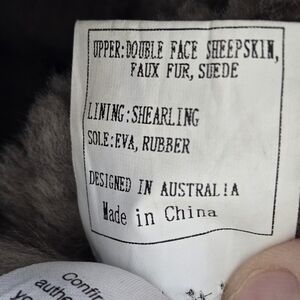 UPPER:DOUBLE FACE SHEEPSKIN,
FAUX FUR, SUEDE
LINING:SHEARLING
SOLE:EVA, RUBBER
DESIGNED IN AUSTRALIA
Made in China